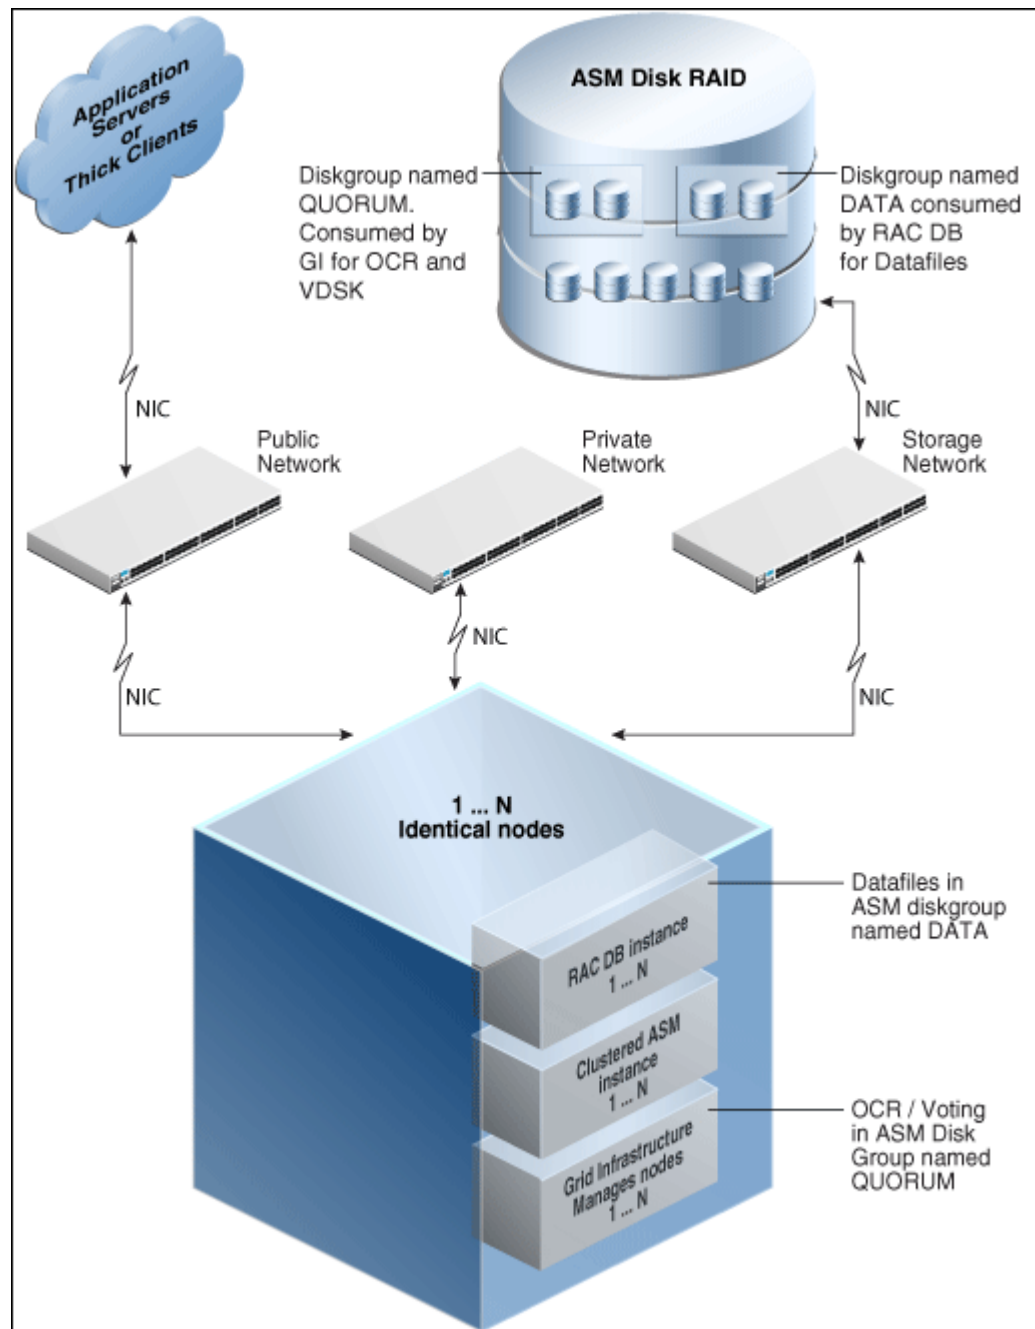 Application
Servers
or
Thick Clients
ASM Disk RAID
Diskgroup named
QUORUM.
Consumed by
GI for OCR and
VDSK
Diskgroup named
DATA consumed
by RAC DB
for Datafiles
NIC
NIC
Public
Network
Private
Network
Storage
Network
NIC
NIC
NIC
1 ... N
Identical nodes
RAC DB instance
1 ... N
Clustered ASM
instance
1 ... N
Grid Infrastructure
Manages nodes
1 ... N
Datafiles in
ASM diskgroup
named DATA
OCR / Voting
in ASM Disk
Group named
QUORUM